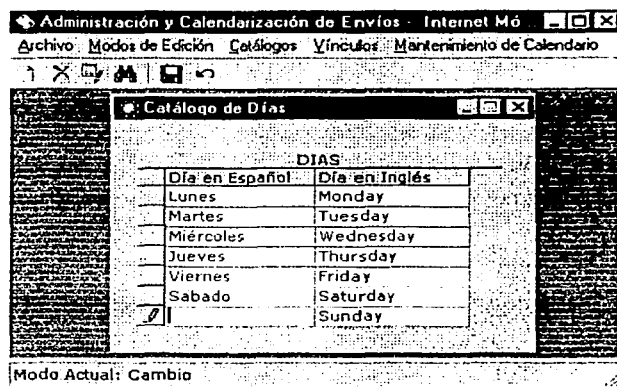 Administración y Calendarización de Envíos - Internet Mó
Archivo Modos de Edición Catálogos Vínculos Mantenimiento de Calendario
Catálogo de Días
DIAS
Día en Español Día en Inglés
Lunes Monday
Martes Tuesday
Miércoles Wednesday
Jueves Thursday
Viernes Friday
Sabado Saturday
Sunday
Modo Actual: Cambio